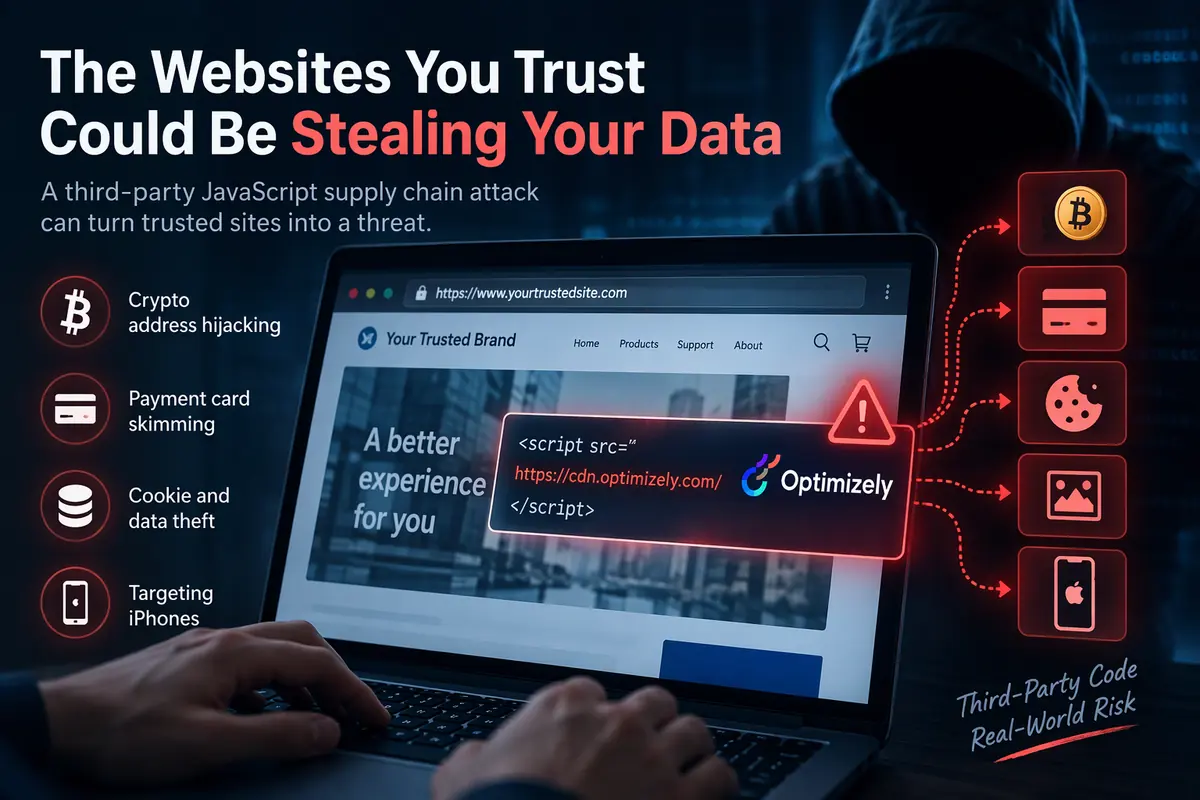 The Websites You Trust
Could Be Stealing Your Data
A third-party JavaScript supply chain attack
can turn trusted sites into a threat.
Crypto
address hijacking
Payment card
skimming
Cookie and
data theft
Targeting
iPhones
https://www.yourtrustedsite.com
Your Trusted Brand
Home Products Support About
A better
experience
for you
<script src="
https://cdn.optimizely.com/
</script>
Optimizely
Third-Party Code
Real-World Risk